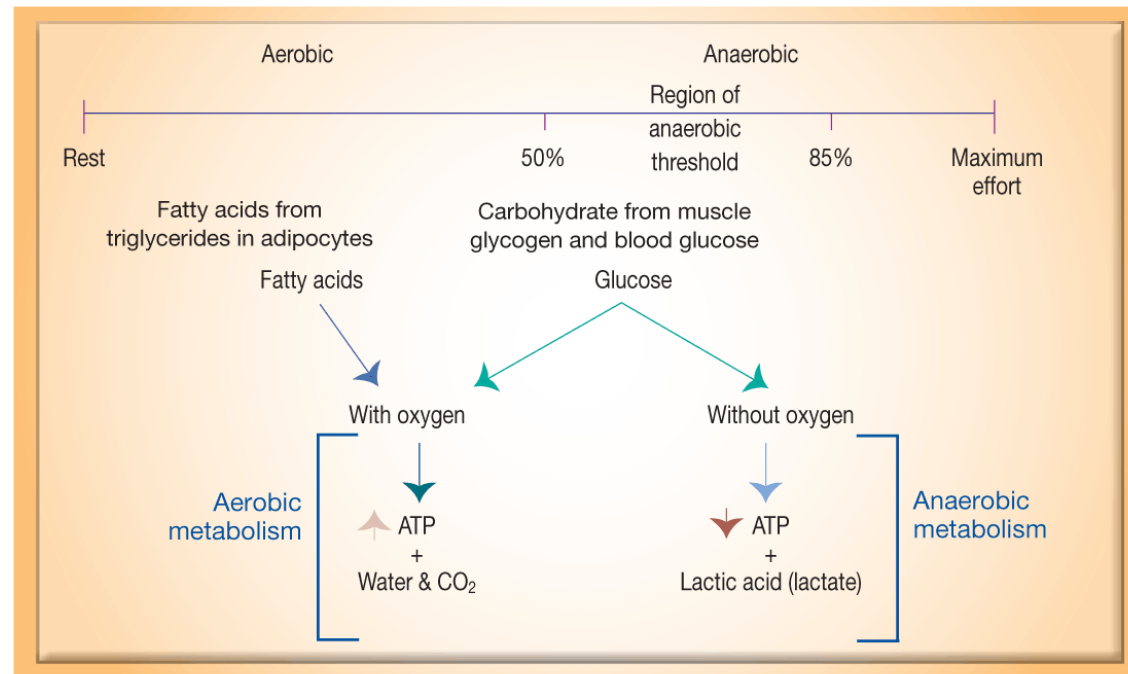 Aerobic
Anaerobic
Region of
anaerobic
threshold
Rest
50%
85%
Maximum
effort
Fatty acids from
triglycerides in adipocytes
Carbohydrate from muscle
glycogen and blood glucose
Fatty acids
Glucose
With oxygen
Without oxygen
Aerobic
metabolism
ATP
+
Water & CO₂
ATP
+
Lactic acid (lactate)
Anaerobic
metabolism